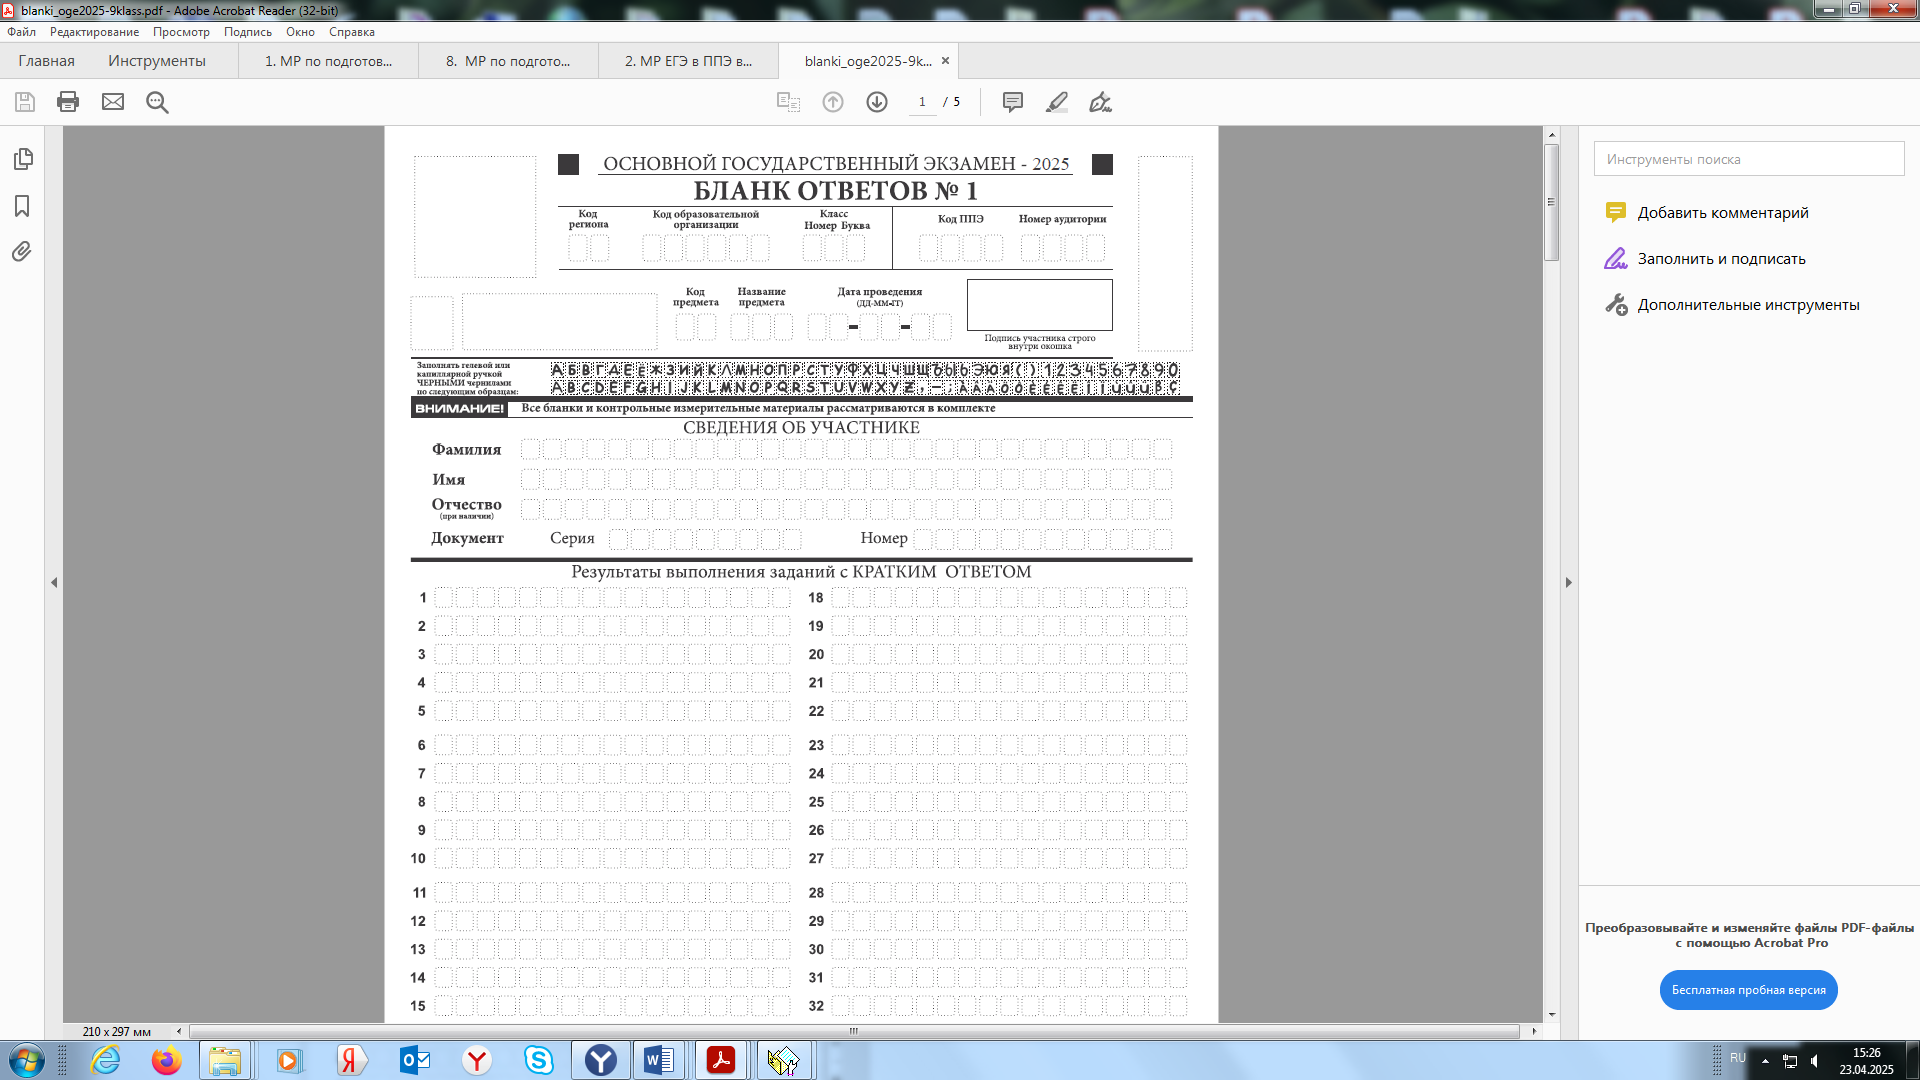 blanki_oge2025-9klass.pdf - Adobe Acrobat Reader (32-bit)
Файл Редактирование Просмотр Подпись Окно Справка
Главная Инструменты 1. МР по подготов... 8. МР по подгото... 2. МР ЕГЭ в ППЭ в... blanki_oge2025-9k... ×
1 / 5
Инструменты поиска
Добавить комментарий
Заполнить и подписать
Дополнительные инструменты
Преобразовывайте и изменяйте файлы PDF-файлы
с помощью Acrobat Pro
Бесплатная пробная версия
ОСНОВНОЙ ГОСУДАРСТВЕННЫЙ ЭКЗАМЕН - 2025
БЛАНК ОТВЕТОВ № 1
Код региона Код образовательной организации Класс Номер Буква Код ППЭ Номер аудитории
Код предмета Название предмета Дата проведения (ДД-ММ-ГГ)
Подпись участника строго
внутри окошка
Заполнять гелевой или
капиллярной ручкой
ЧЕРНЫМИ чернилами
по следующим образцам:
АБВГДЕЁЖЗИЙКЛМНОПРСТУФХЦЧШЩЪЫЬЭЮЯ()1234567890
ABCDEFGHIJKLMNOPQRSTUVWXYZ
ВНИМАНИЕ! Все бланки и контрольные измерительные материалы рассматриваются в комплекте
СВЕДЕНИЯ ОБ УЧАСТНИКЕ
Фамилия
Имя
Отчество
(при наличии)
Документ Серия Номер
Результаты выполнения заданий с КРАТКИМ ОТВЕТОМ
1 18
2 19
3 20
4 21
5 22
6 23
7 24
8 25
9 26
10 27
11 28
12 29
13 30
14 31
15 32
210 x 297 мм
RU
15:26
23.04.2025